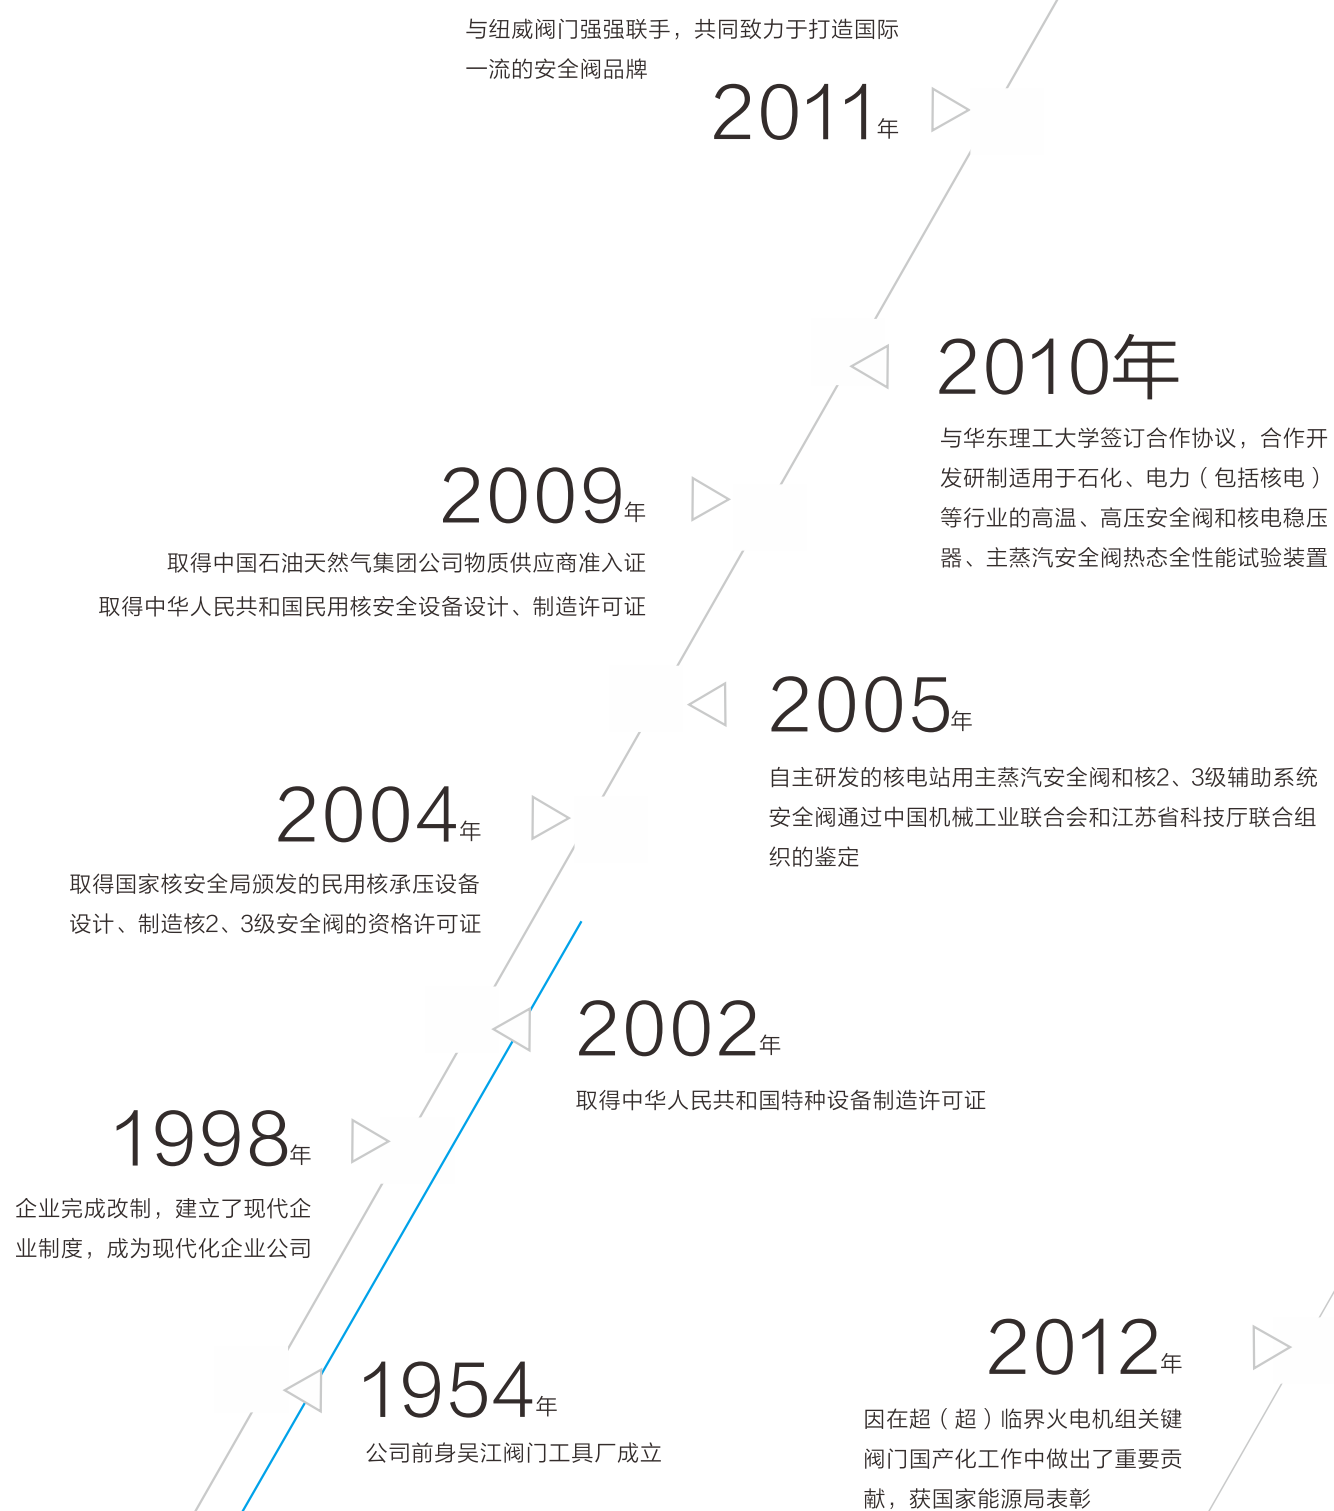 与纽威阀门强强联手，共同致力于打造国际
一流的安全阀品牌
2011年
2010年
与华东理工大学签订合作协议，合作开
发研制适用于石化、电力（包括核电）
等行业的高温、高压安全阀和核电稳压
器、主蒸汽安全阀热态全性能试验装置
2009年
取得中国石油天然气集团公司物质供应商准入证
取得中华人民共和国民用核安全设备设计、制造许可证
2005年
自主研发的核电站用主蒸汽安全阀和核2、3级辅助系统
安全阀通过中国机械工业联合会和江苏省科技厅联合组
织的鉴定
2004年
取得国家核安全局颁发的民用核承压设备
设计、制造核2、3级安全阀的资格许可证
2002年
取得中华人民共和国特种设备制造许可证
1998年
企业完成改制，建立了现代企
业制度，成为现代化企业公司
1954年
公司前身吴江阀门工具厂成立
2012年
因在超（超）临界火电机组关键
阀门国产化工作中做出了重要贡
献，获国家能源局表彰